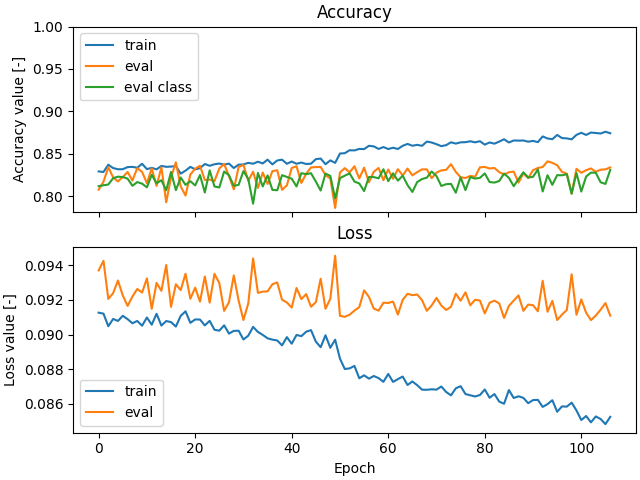 Accuracy
Accuracy value [-]
1.00
0.95
0.90
0.85
0.80
train
eval
eval class
Loss
Loss value [-]
0.094
0.092
0.090
0.088
0.086
train
eval
0 20 40 60 80 100
Epoch